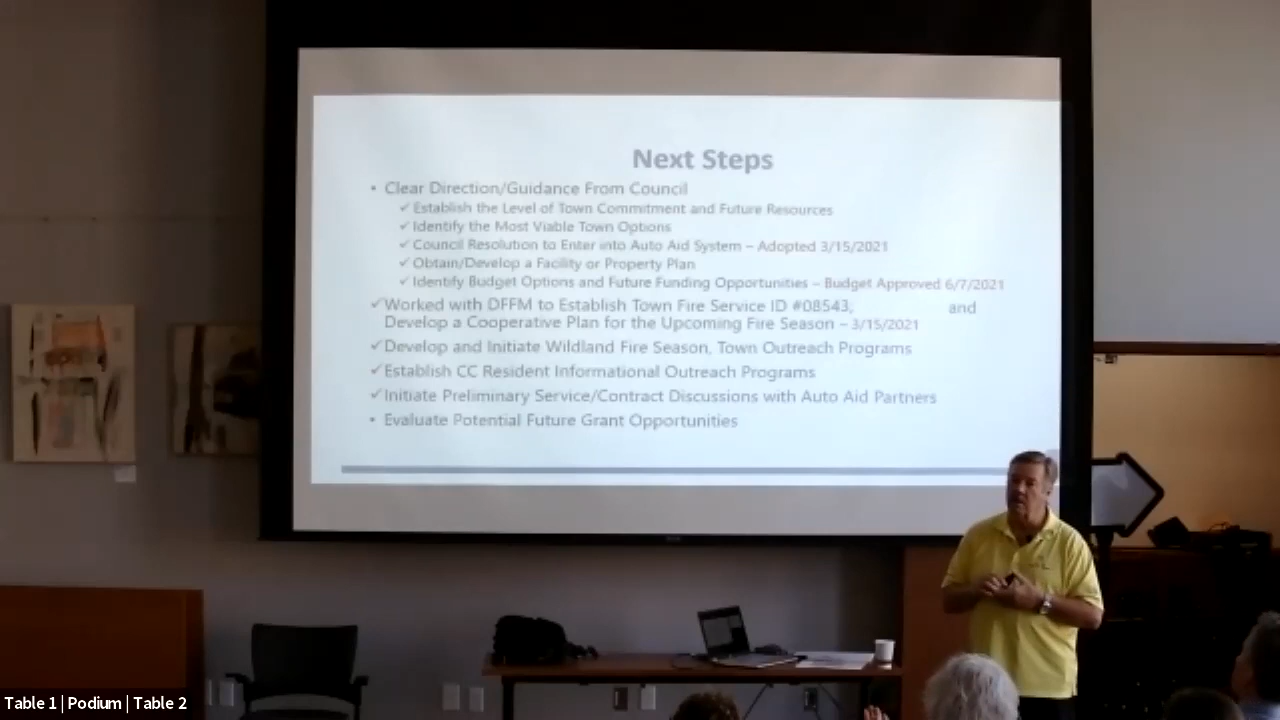 Next Steps
• Clear Direction/Guidance From Council
✓ Establish the Level of Town Commitment and Future Resources
✓ Identify the Most Viable Town Options
✓ Council Resolution to Enter into Auto Aid System – Adopted 3/15/2021
✓ Obtain/Develop a Facility or Property Plan
✓ Identify Budget Options and Future Funding Opportunities – Budget Approved 6/7/2021
✓ Worked with DFFM to Establish Town Fire Service ID #08543, and
Develop a Cooperative Plan for the Upcoming Fire Season – 3/15/2021
✓ Develop and Initiate Wildland Fire Season, Town Outreach Programs
✓ Establish CC Resident Informational Outreach Programs
✓ Initiate Preliminary Service/Contract Discussions with Auto Aid Partners
• Evaluate Potential Future Grant Opportunities
Table 1 | Podium | Table 2